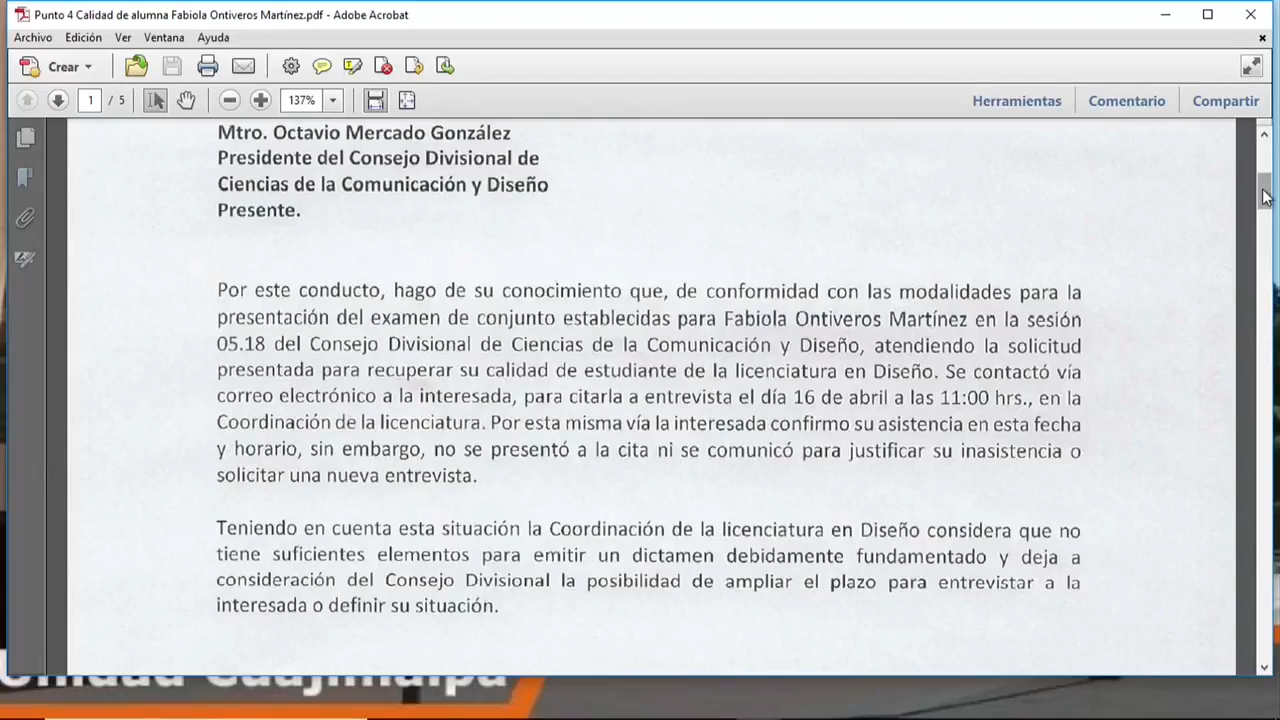 Punto 4 Calidad de alumna Fabiola Ontiveros Martínez.pdf - Adobe Acrobat
Archivo Edición Ver Ventana Ayuda
Crear
1 / 5 137% Herramientas Comentario Compartir
Mtro. Octavio Mercado González
Presidente del Consejo Divisional de
Ciencias de la Comunicación y Diseño
Presente.
Por este conducto, hago de su conocimiento que, de conformidad con las modalidades para la
presentación del examen de conjunto establecidas para Fabiola Ontiveros Martínez en la sesión
05.18 del Consejo Divisional de Ciencias de la Comunicación y Diseño, atendiendo la solicitud
presentada para recuperar su calidad de estudiante de la licenciatura en Diseño. Se contactó vía
correo electrónico a la interesada, para citarla a entrevista el día 16 de abril a las 11:00 hrs., en la
Coordinación de la licenciatura. Por esta misma vía la interesada confirmo su asistencia en esta fecha
y horario, sin embargo, no se presentó a la cita ni se comunicó para justificar su inasistencia o
solicitar una nueva entrevista.
Teniendo en cuenta esta situación la Coordinación de la licenciatura en Diseño considera que no
tiene suficientes elementos para emitir un dictamen debidamente fundamentado y deja a
consideración del Consejo Divisional la posibilidad de ampliar el plazo para entrevistar a la
interesada o definir su situación.
Unidad Cuajimalpa